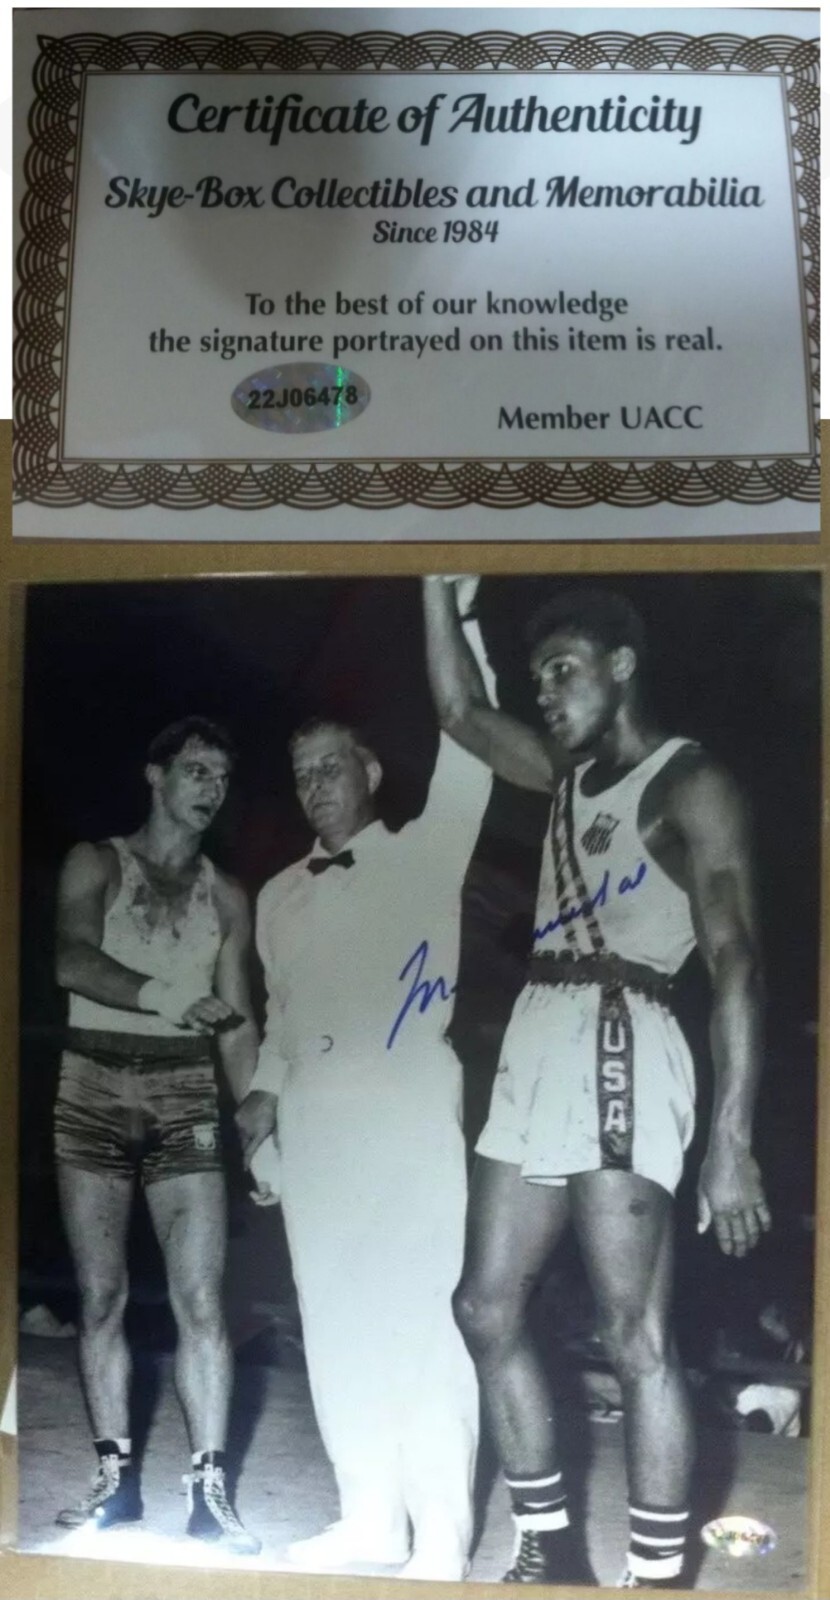 Certificate of Authenticity
Skye-Box Collectibles and Memorabilia
Since 1984
To the best of our knowledge
the signature portrayed on this item is real.
22J06478
Member UACC
USA